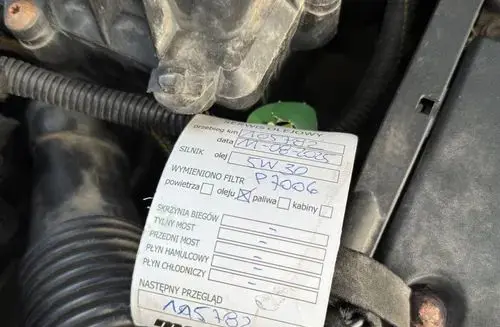 SERWIS OLEJOWY
przebieg km 105782
data 11-06-2025
SILNIK olej 5W30
WYMIENIONO FILTR P7006
powietrza oleju paliwa kabiny
SKRZYNIA BIEGÓW -
TYLNY MOST -
PRZEDNI MOST -
PŁYN HAMULCOWY -
PŁYN CHŁODNICZY -
NASTĘPNY PRZEGLĄD
115782